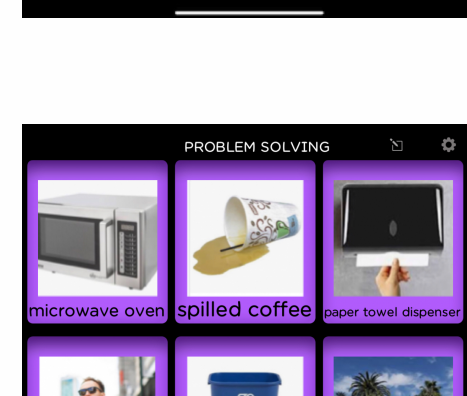 PROBLEM SOLVING
microwave oven
spilled coffee
paper towel dispenser